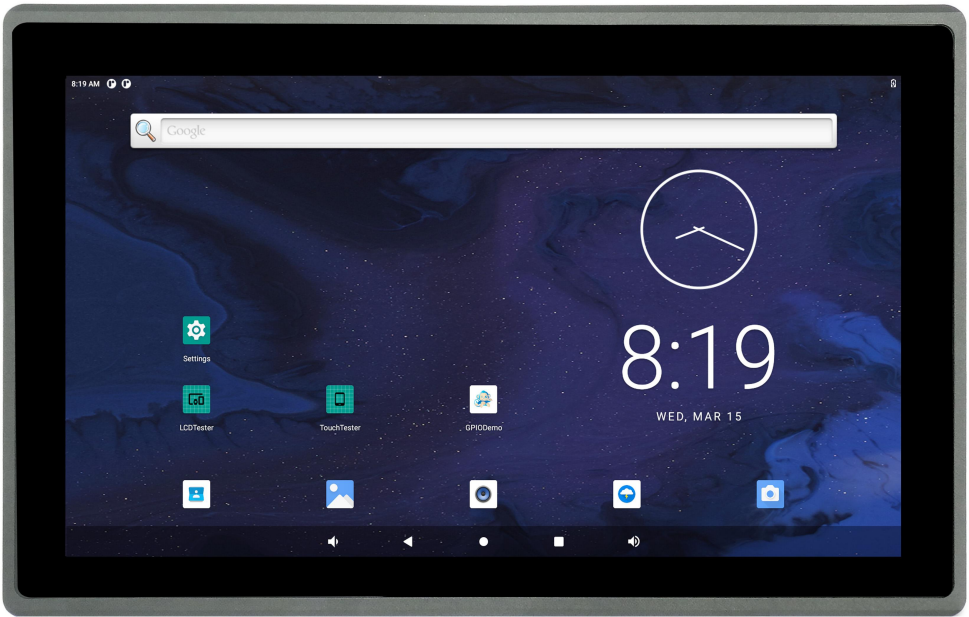 8:19 AM
Google
8:19
WED, MAR 15
Settings
LCDTester
TouchTester
GPIODemo